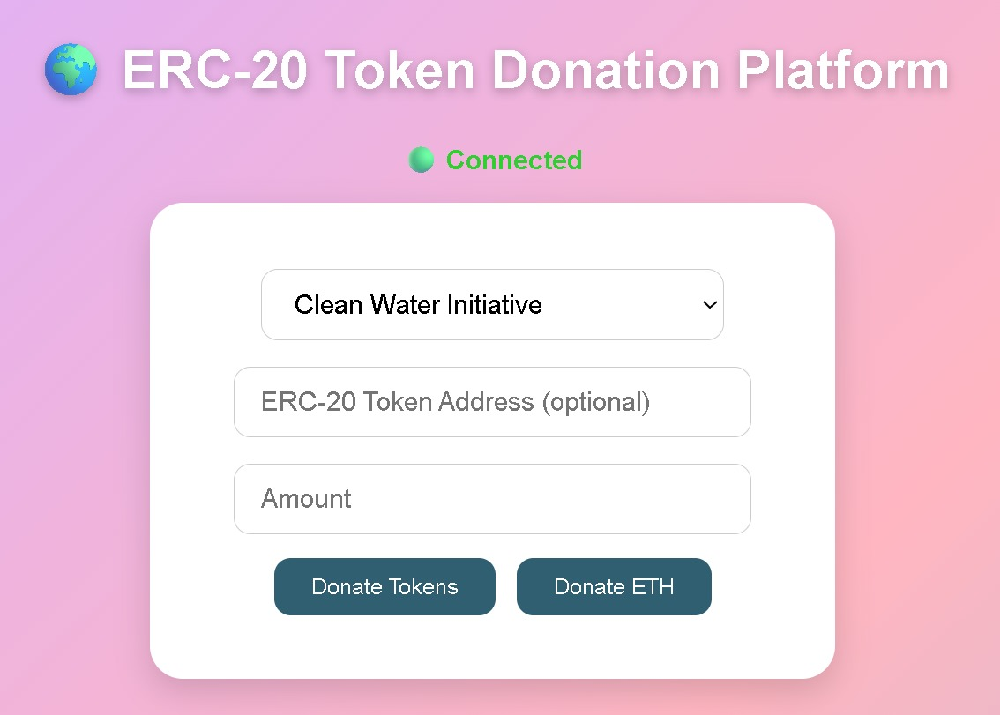 ERC-20 Token Donation Platform
Connected
Clean Water Initiative
ERC-20 Token Address (optional)
Amount
Donate Tokens
Donate ETH